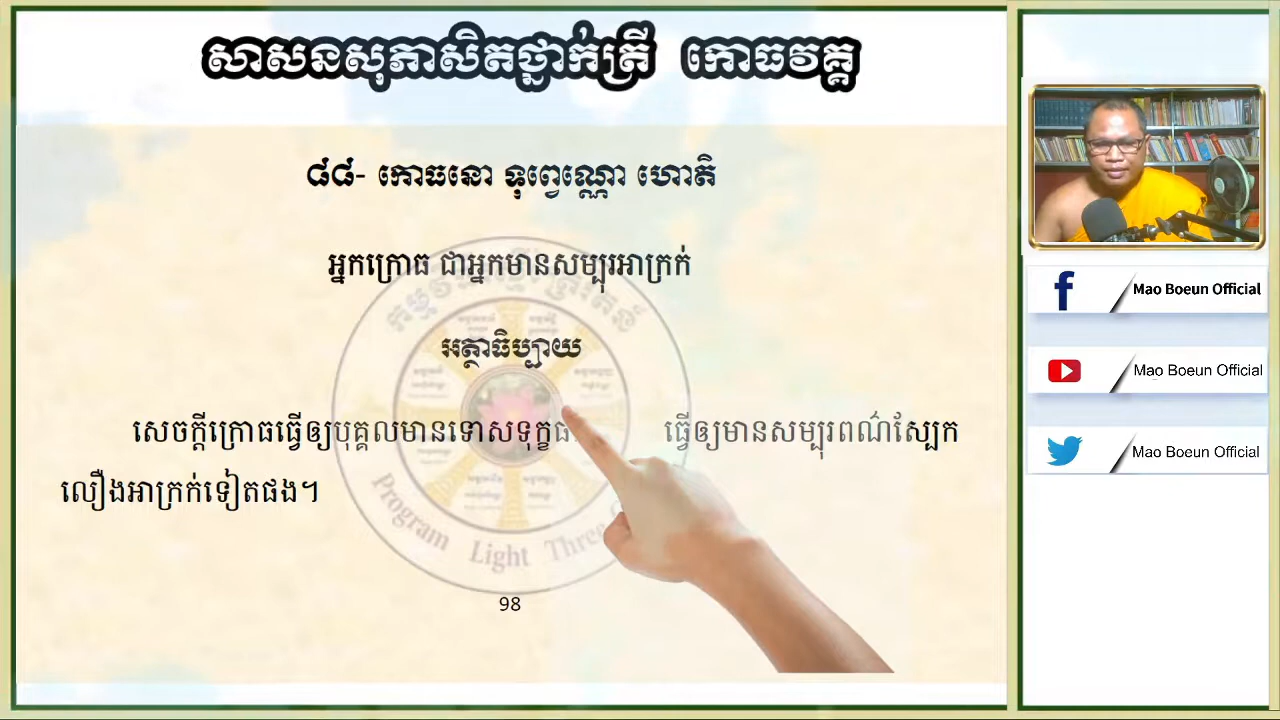 សាសនសុភាសិតថ្នាក់ត្រី កោធវគ្គ
៨៨- កោធនោ ទុព្វេណ្ណោ ហោតិ
អ្នកក្រោធ ជាអ្នកមានសម្បុរអាក្រក់
អត្ថាធិប្បាយ
សេចក្តីក្រោធធ្វើឲ្យបុគ្គលមានទោសទុក្ខ ធ្វើឲ្យមានសម្បុរពណ៌ស្បែក
លឿងអាក្រក់ទៀតផង។
Program Light Three
98
Mao Boeun Official
Mao Boeun Official
Mao Boeun Official